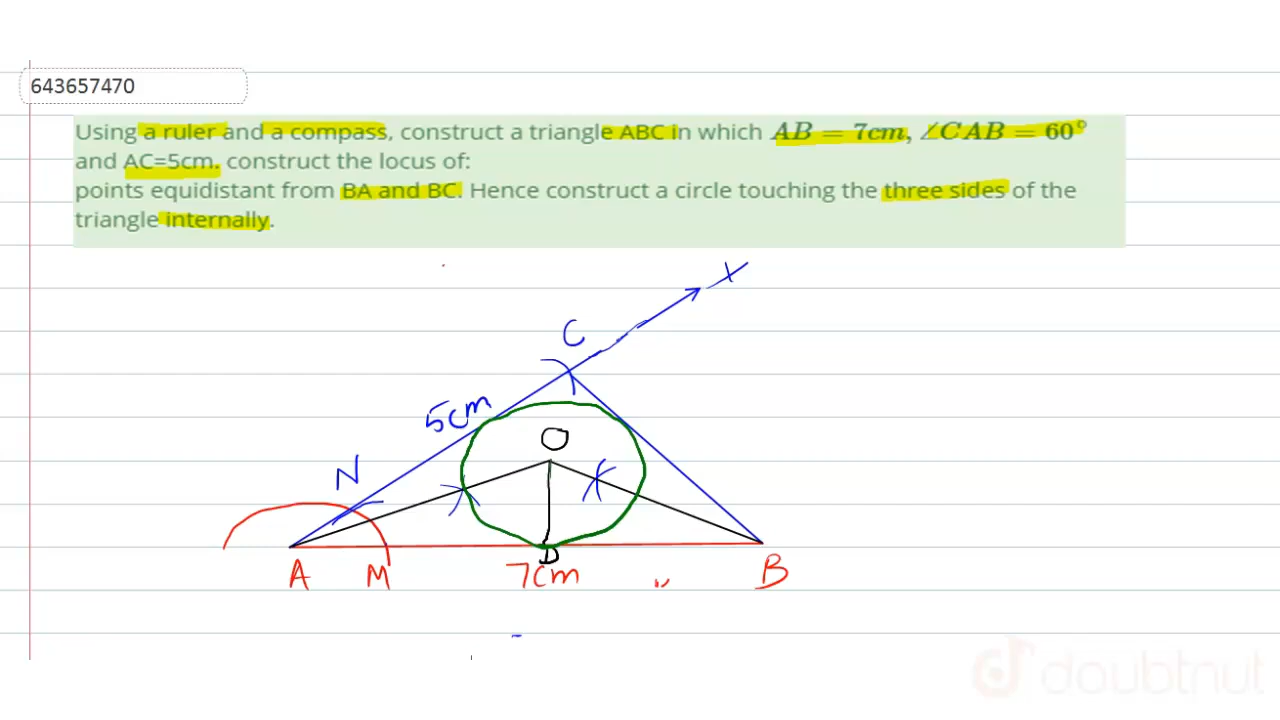 643657470
Using a ruler and a compass, construct a triangle ABC in which AB = 7cm, ∠CAB = 60°
and AC=5cm. construct the locus of:
points equidistant from BA and BC. Hence construct a circle touching the three sides of the
triangle internally.
X
C
5cm
O
N
D
A M 7cm B
doubtnut